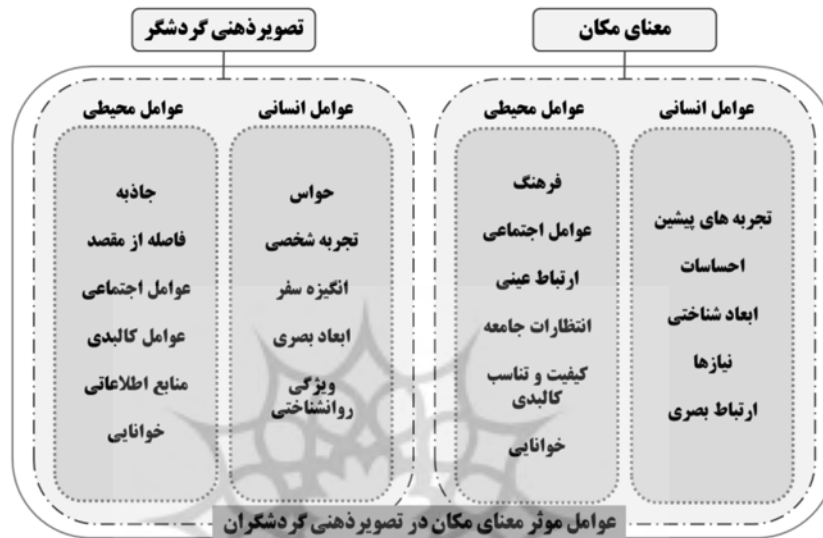 معنای مکان
تصویرذهنی گردشگر
عوامل انسانی
تجربه های پیشین
احساسات
ابعاد شناختی
نیازها
ارتباط بصری
عوامل محیطی
فرهنگ
عوامل اجتماعی
ارتباط عینی
انتظارات جامعه
کیفیت و تناسب
کالبدی
خوانایی
عوامل انسانی
حواس
تجربه شخصی
انگیزه سفر
ابعاد بصری
ویژگی
روانشناختی
عوامل محیطی
جاذبه
فاصله از مقصد
عوامل اجتماعی
عوامل کالبدی
منابع اطلاعاتی
خوانایی
عوامل موثر معنای مکان در تصویرذهنی گردشگران